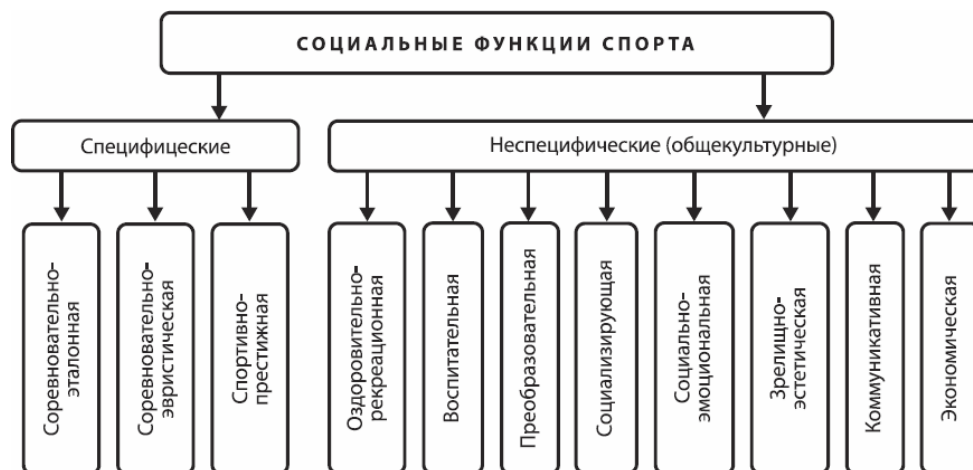 СОЦИАЛЬНЫЕ ФУНКЦИИ СПОРТА
Специфицеские
Неспецифические (общекультурные)
Соревновательно-
эталонная
Соревновательно-
эвристическая
Спортивно-
престижная
Оздоровительно-
рекреационная
Воспитательная
Преобразовательная
Социализирующая
Социально-
эмоциональная
Зрелищно-
эстетическая
Коммуникативная
Экономическая